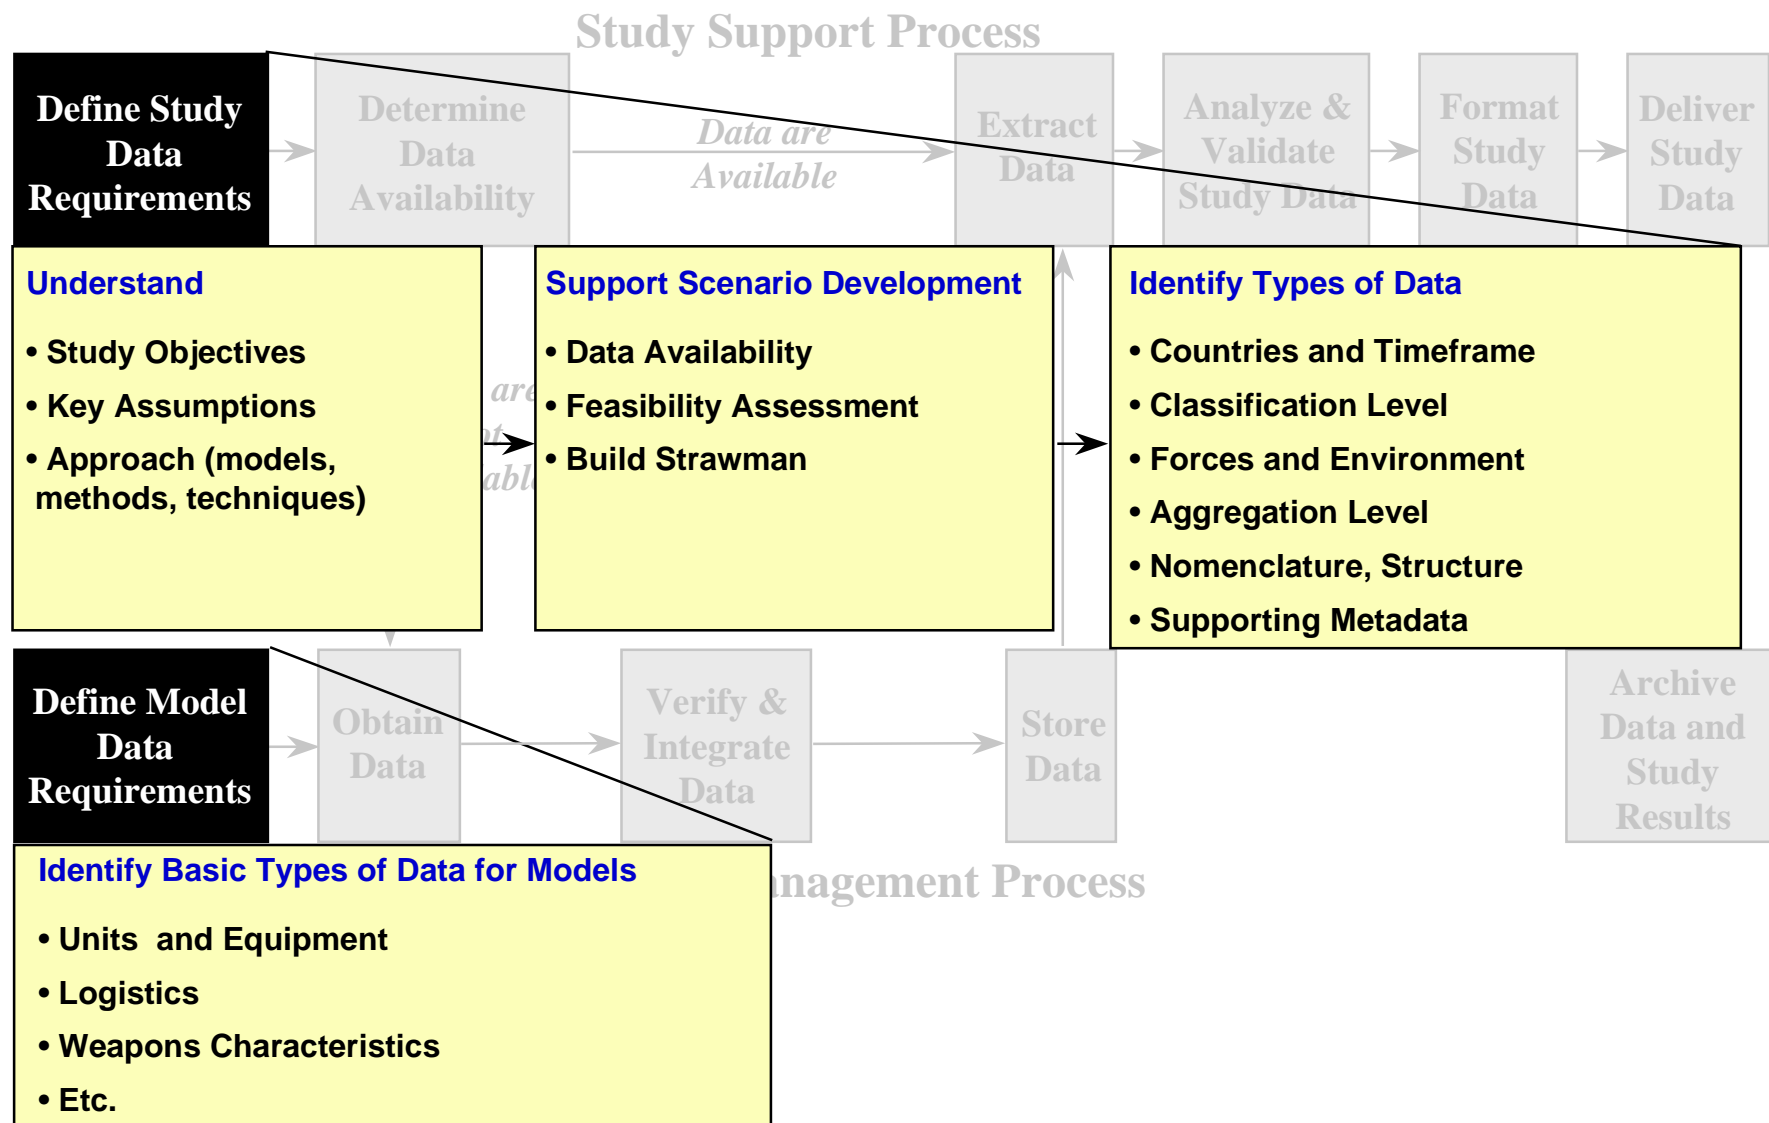 Study Support Process
Define Study
Data
Requirements
Determine
Data
Availability
Data are
Available
Extract
Data
Analyze &
Validate
Study Data
Format
Study
Data
Deliver
Study
Data
Understand
• Study Objectives
• Key Assumptions
• Approach (models,
methods, techniques)
are
Support Scenario Development
• Data Availability
• Feasibility Assessment
• Build Strawman
Identify Types of Data
• Countries and Timeframe
• Classification Level
• Forces and Environment
• Aggregation Level
• Nomenclature, Structure
• Supporting Metadata
Define Model
Data
Requirements
Obtain
Data
Verify &
Integrate
Data
Store
Data
Archive
Data and
Study
Results
Identify Basic Types of Data for Models
• Units and Equipment
• Logistics
• Weapons Characteristics
• Etc.
nagement Process